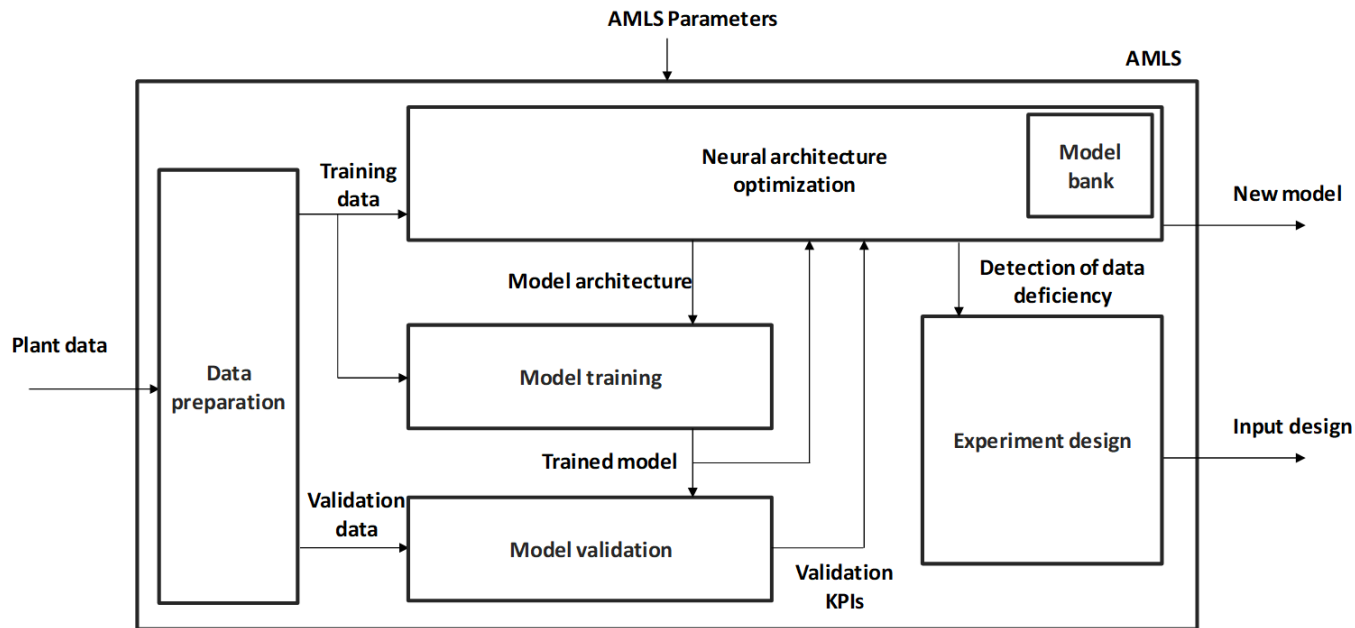 AMLS Parameters
AMLS
Training
data
Neural architecture
optimization
Model
bank
New model
Model architecture
Detection of data
deficiency
Plant data
Data
preparation
Model training
Experiment design
Input design
Trained model
Validation
data
Model validation
Validation
KPIs